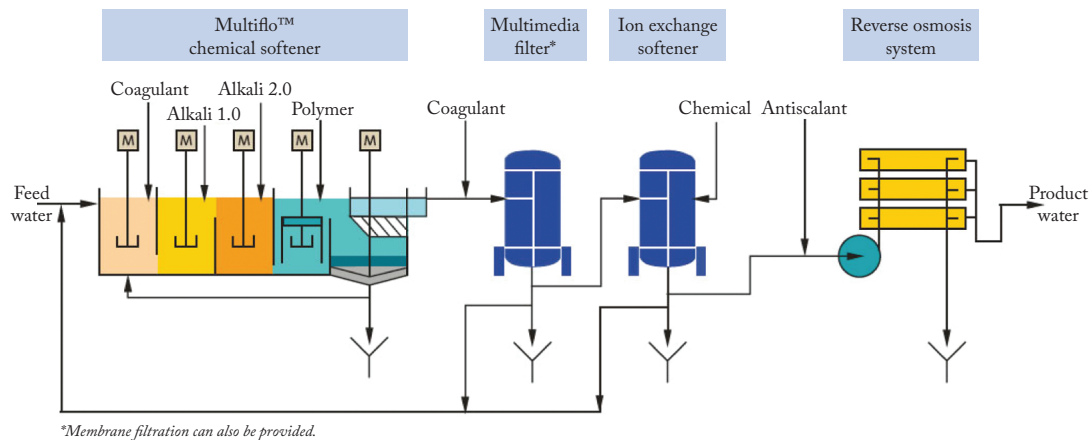 Multiflo™
chemical softener
Multimedia
filter*
Ion exchange
softener
Reverse osmosis
system
Coagulant
Alkali 1.0
Alkali 2.0
Polymer
Coagulant
Chemical
Antiscalant
M
M
M
M
M
Feed
water
Product
water
*Membrane filtration can also be provided.